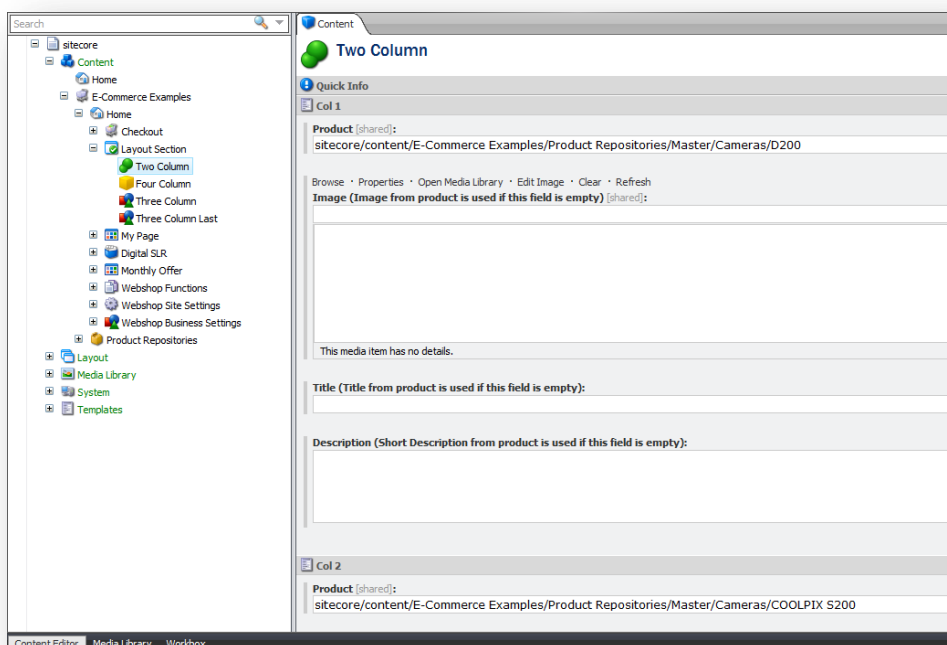 Search
sitecore
Content
Home
E-Commerce Examples
Home
Checkout
Layout Section
Two Column
Four Column
Three Column
Three Column Last
My Page
Digital SLR
Monthly Offer
Webshop Functions
Webshop Site Settings
Webshop Business Settings
Product Repositories
Layout
Media Library
System
Templates
Content
Two Column
Quick Info
Col 1
Product [shared]:
sitecore/content/E-Commerce Examples/Product Repositories/Master/Cameras/D200
Browse · Properties · Open Media Library · Edit Image · Clear · Refresh
Image (Image from product is used if this field is empty) [shared]:
This media item has no details.
Title (Title from product is used if this field is empty):
Description (Short Description from product is used if this field is empty):
Col 2
Product [shared]:
sitecore/content/E-Commerce Examples/Product Repositories/Master/Cameras/COOLPIX S200
Content Editor Media Library Workbox